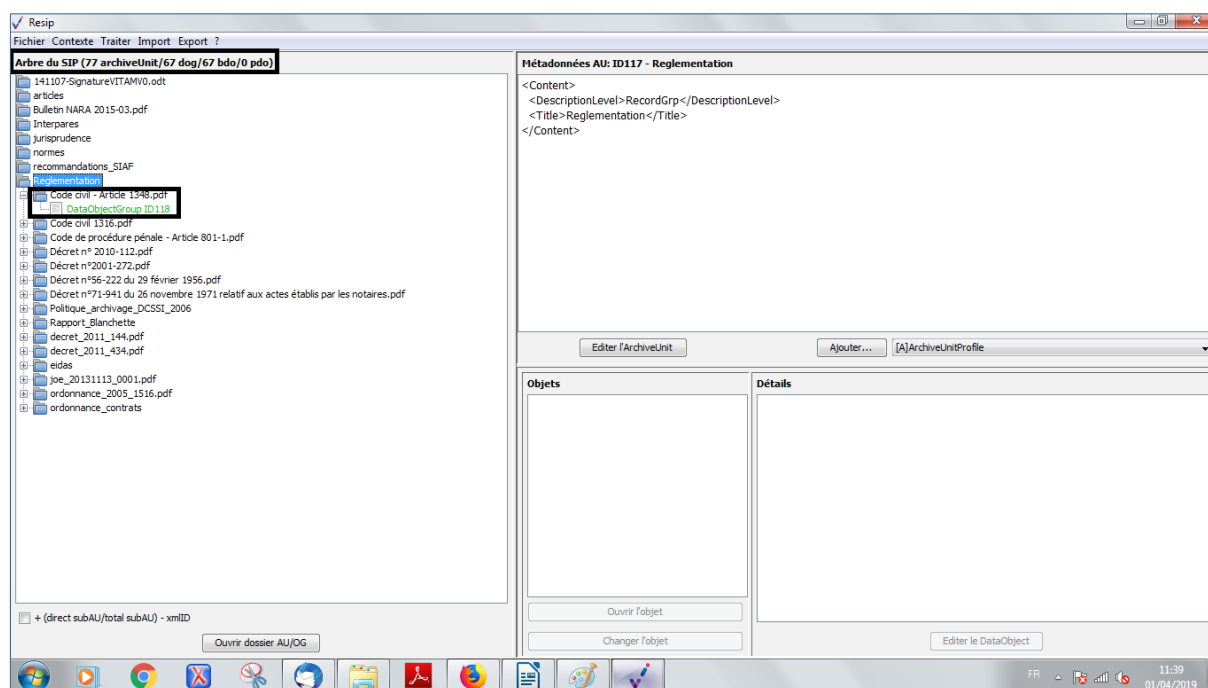 Resip
Fichier Contexte Traiter Import Export ?
Arbre du SIP (77 archiveUnit/67 dog/67 bdo/0 pdo)
141107-SignatureVITAMV0.odt
articles
Bulletin NARA 2015-03.pdf
Interpares
jurisprudence
normes
recommandations_SIAF
Reglementation
Code civil - Article 1348.pdf
DataObjectGroup ID118
Code civil 1316.pdf
Code de procédure pénale - Article 801-1.pdf
Décret nº 2010-112.pdf
Décret n°2001-272.pdf
Décret n°56-222 du 29 février 1956.pdf
Décret n°71-941 du 26 novembre 1971 relatif aux actes établis par les notaires.pdf
Politique_archivage_DCSSI_2006
Rapport_Blanchette
decret_2011_144.pdf
decret_2011_434.pdf
eidas
joe_20131113_0001.pdf
ordonnance_2005_1516.pdf
ordonnance_contrats
+ (direct subAU/total subAU) - xmlID
Ouvrir dossier AU/OG
Métadonnées AU: ID117 - Reglementation
<Content>
<DescriptionLevel>RecordGrp</DescriptionLevel>
<Title>Reglementation</Title>
</Content>
Editer l'ArchiveUnit
Ajouter...
[A]ArchiveUnitProfile
Objets
Détails
Ouvrir l'objet
Changer l'objet
Editer le DataObject
FR
11:39
01/04/2019